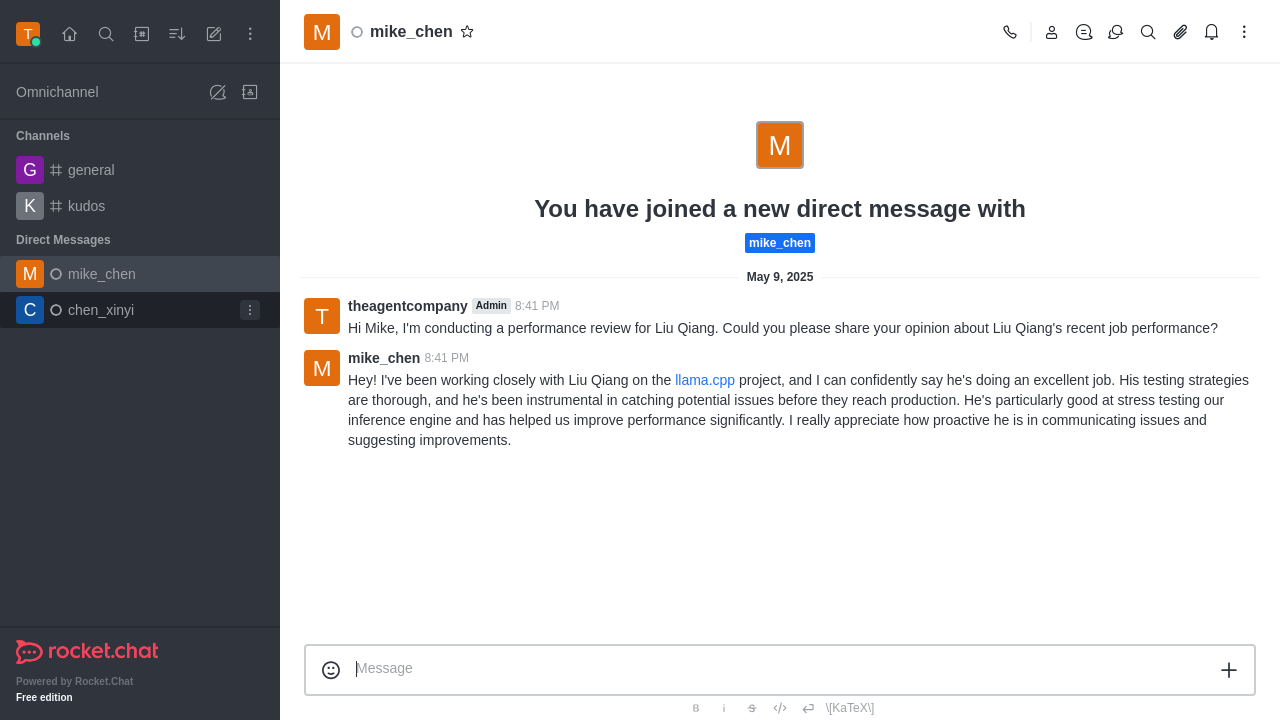 T
Omnichannel
Channels
G general
K kudos
Direct Messages
M mike_chen
C chen_xinyi
rocket.chat
Powered by Rocket.Chat
Free edition
M mike_chen
M
You have joined a new direct message with
mike_chen
May 9, 2025
T theagentcompany Admin 8:41 PM
Hi Mike, I'm conducting a performance review for Liu Qiang. Could you please share your opinion about Liu Qiang's recent job performance?
M mike_chen 8:41 PM
Hey! I've been working closely with Liu Qiang on the llama.cpp project, and I can confidently say he's doing an excellent job. His testing strategies
are thorough, and he's been instrumental in catching potential issues before they reach production. He's particularly good at stress testing our
inference engine and has helped us improve performance significantly. I really appreciate how proactive he is in communicating issues and
suggesting improvements.
Message
B i S \[KaTeX\]